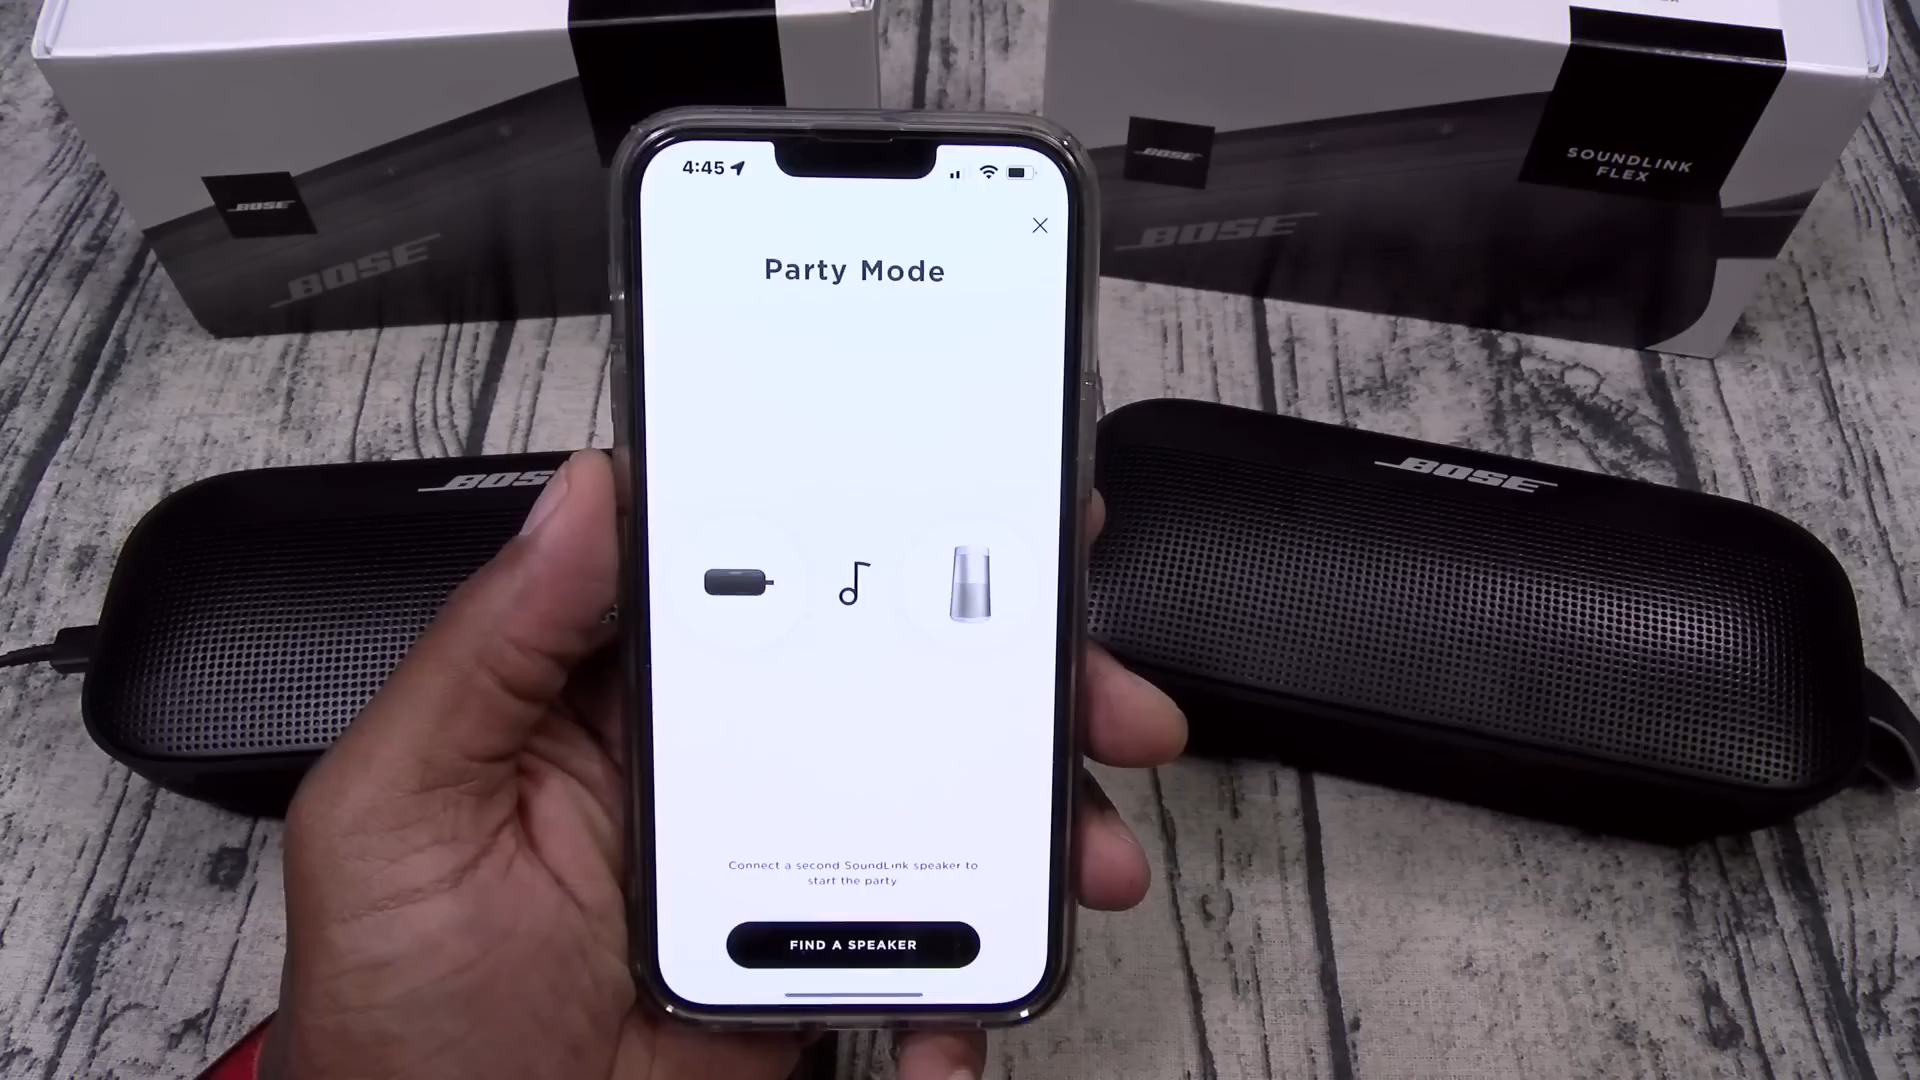 SOUNDLINK
FLEX
BOSE
BOSE
BOSE
BOSE
4:45
Party Mode
BOS
BOSE
Connect a second SoundLink speaker to
start the party
FIND A SPEAKER